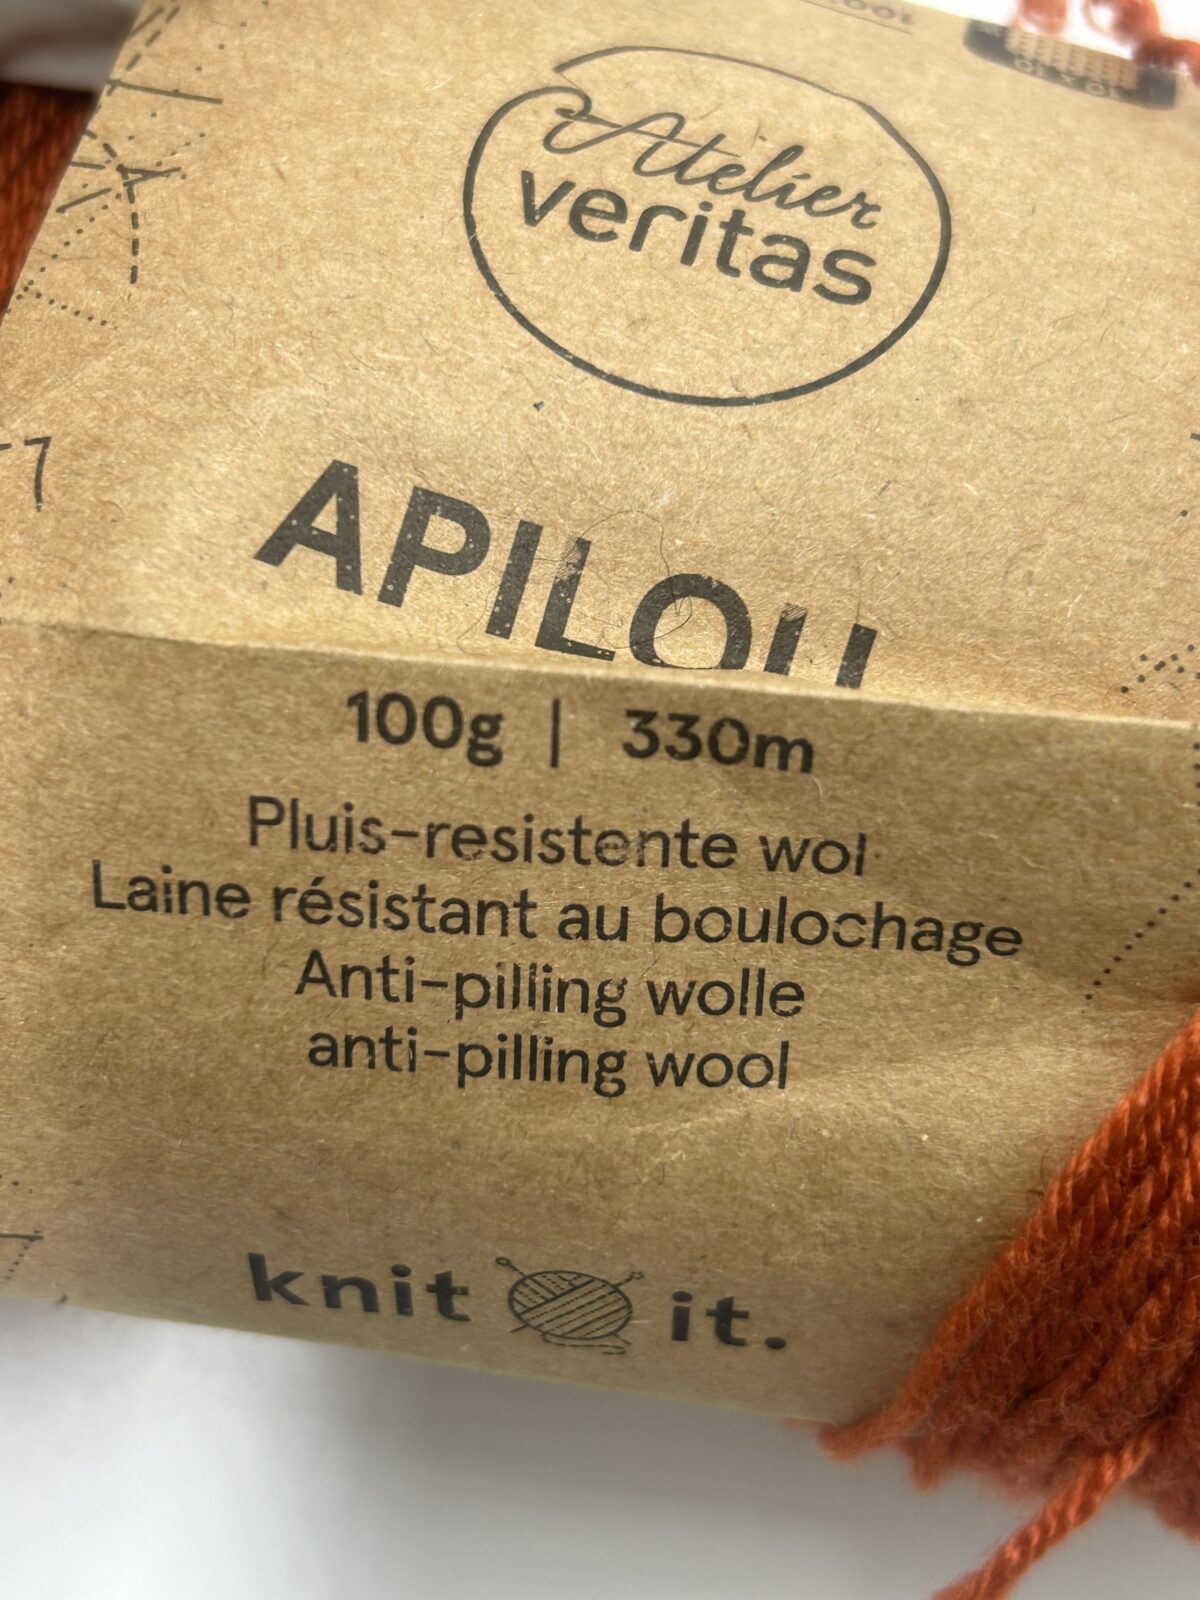 Atelier
veritas
APILOU
100g | 330m
Pluis-resistente wol
Laine résistant au boulochage
Anti-pilling wolle
anti-pilling wool
knit it.